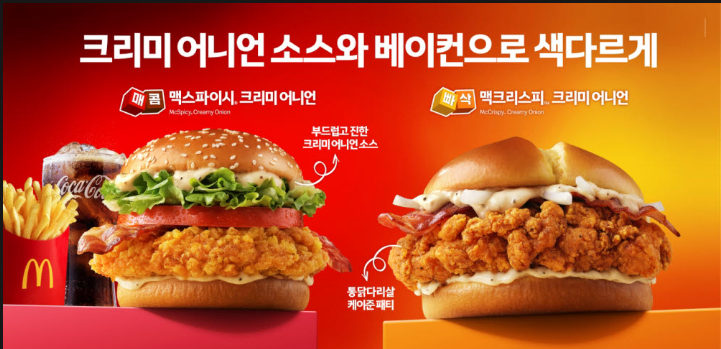 크리미 어니언 소스와 베이컨으로 색다르게
매콤 맥스파이시® 크리미 어니언
McSpicy, Creamy Onion
빠삭 맥크리스피™ 크리미 어니언
McCrispy, Creamy Onion
부드럽고 진한
크리미 어니언 소스
Coca-Cola
통닭다리살
케이준 패티